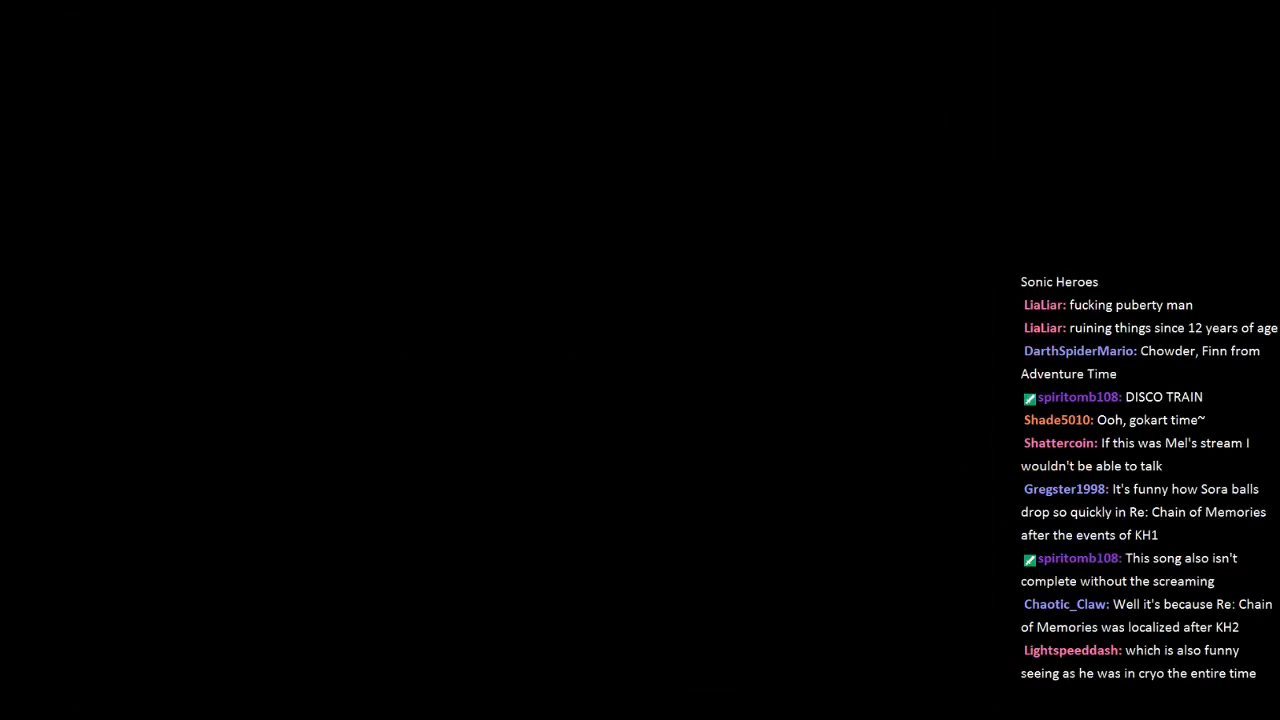 Sonic Heroes
LiaLiar: fucking puberty man
LiaLiar: ruining things since 12 years of age
DarthSpiderMario: Chowder, Finn from
Adventure Time
spiritomb108: DISCO TRAIN
Shade5010: Ooh, gokart time~
Shattercoin: If this was Mel's stream I
wouldn't be able to talk
Gregster1998: It's funny how Sora balls
drop so quickly in Re: Chain of Memories
after the events of KH1
spiritomb108: This song also isn't
complete without the screaming
Chaotic_Claw: Well it's because Re: Chain
of Memories was localized after KH2
Lightspeeddash: which is also funny
seeing as he was in cryo the entire time